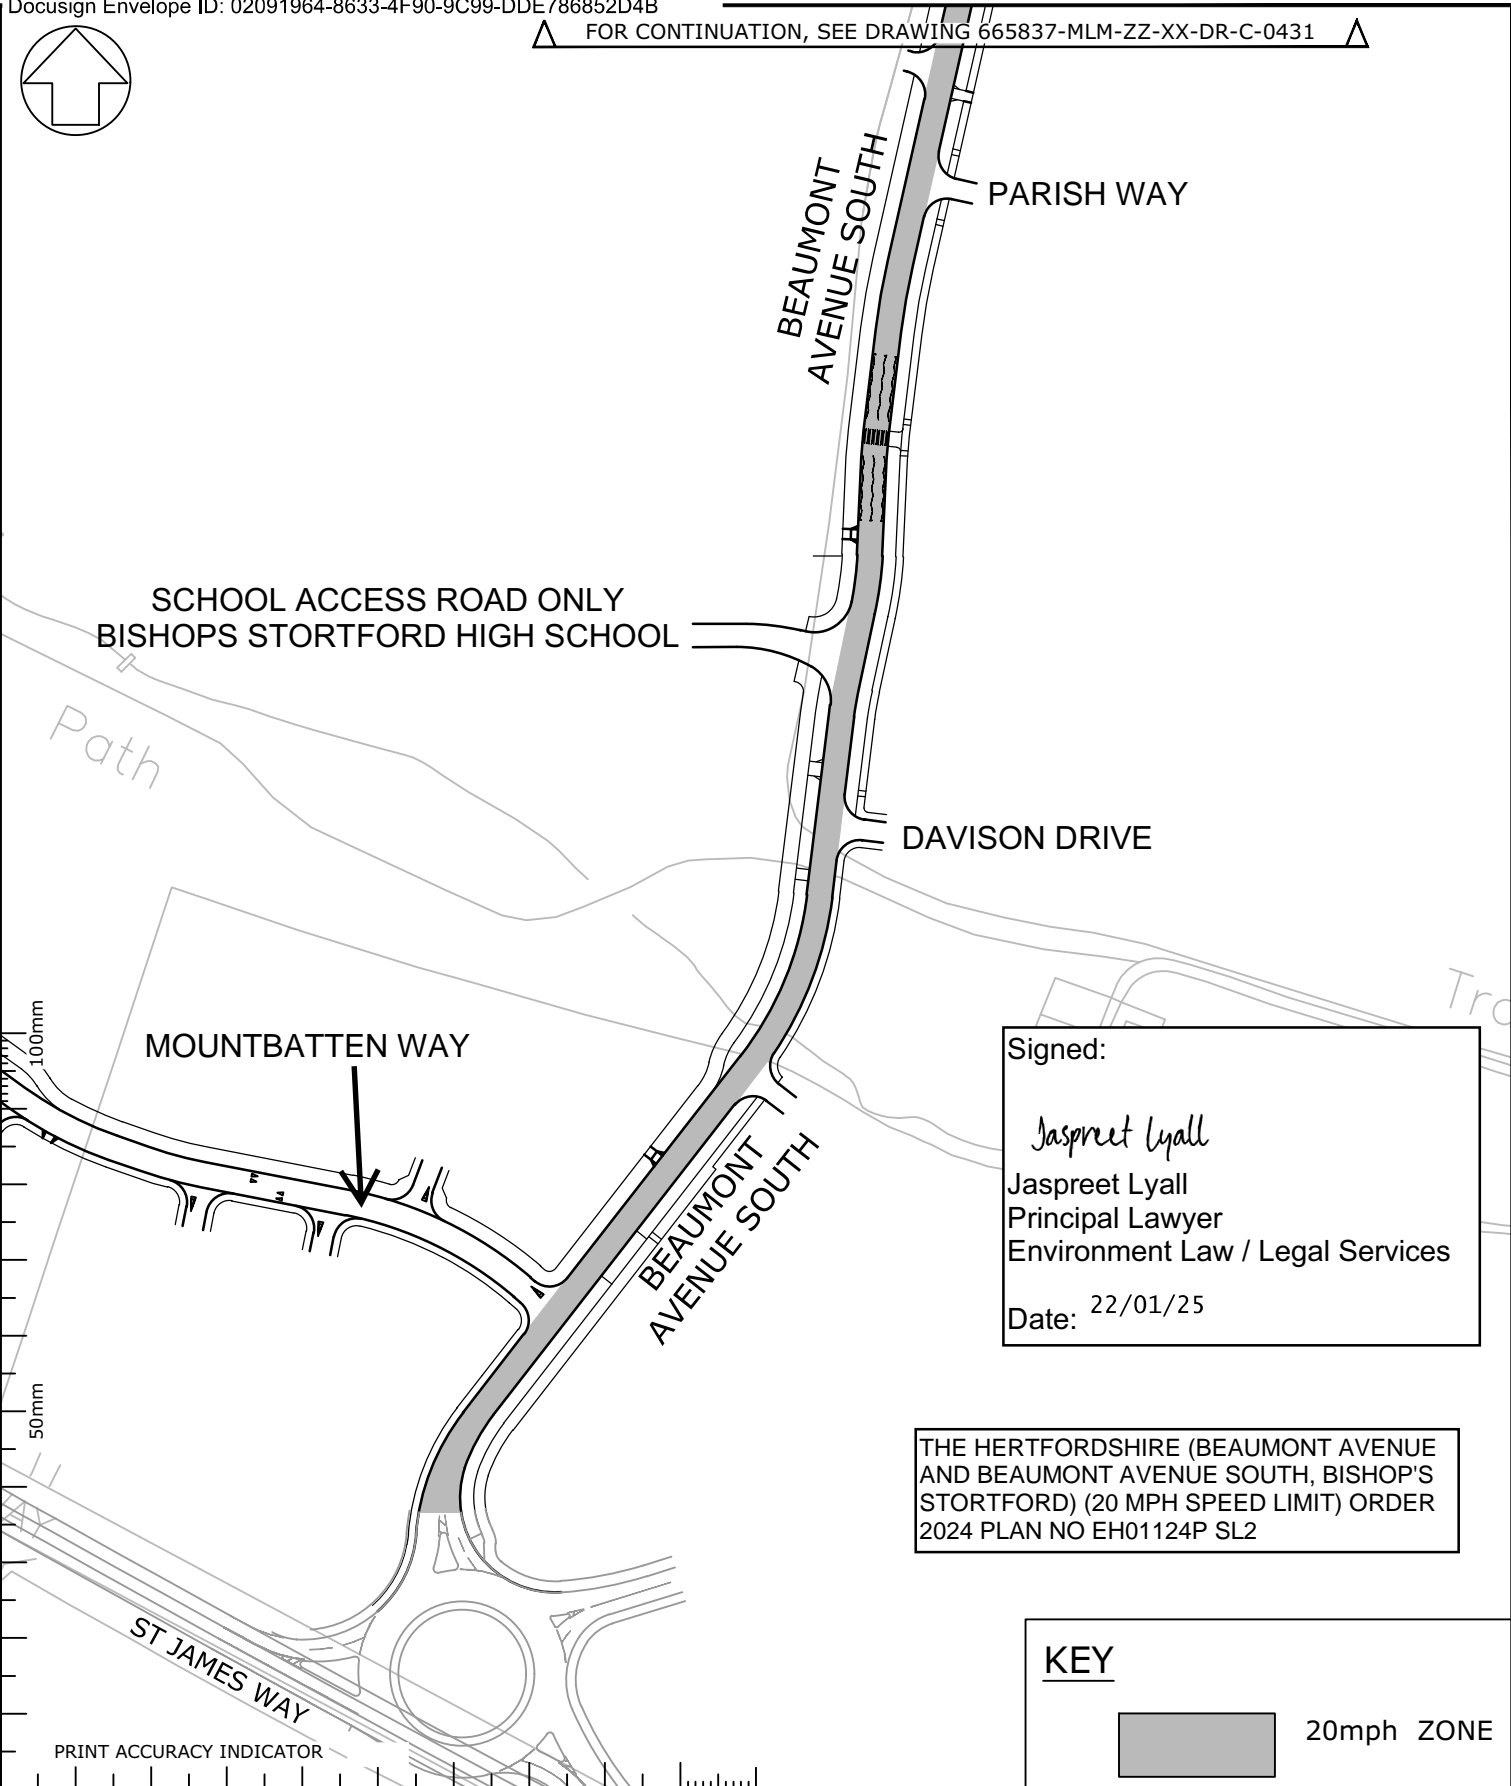 Docusign Envelope ID: 02091964-8633-4F90-9C99-DDE786852D4B
FOR CONTINUATION, SEE DRAWING 665837-MLM-ZZ-XX-DR-C-0431
BEAUMONT
AVENUE SOUTH
PARISH WAY
SCHOOL ACCESS ROAD ONLY
BISHOPS STORTFORD HIGH SCHOOL
Path
DAVISON DRIVE
100mm
MOUNTBATTEN WAY
BEAUMONT
AVENUE SOUTH
Signed:
Jaspreet Lyall
Jaspreet Lyall
Principal Lawyer
Environment Law / Legal Services
Date: 22/01/25
50mm
THE HERTFORDSHIRE (BEAUMONT AVENUE
AND BEAUMONT AVENUE SOUTH, BISHOP'S
STORTFORD) (20 MPH SPEED LIMIT) ORDER
2024 PLAN NO EH01124P SL2
ST JAMES WAY
KEY
20mph ZONE
PRINT ACCURACY INDICATOR